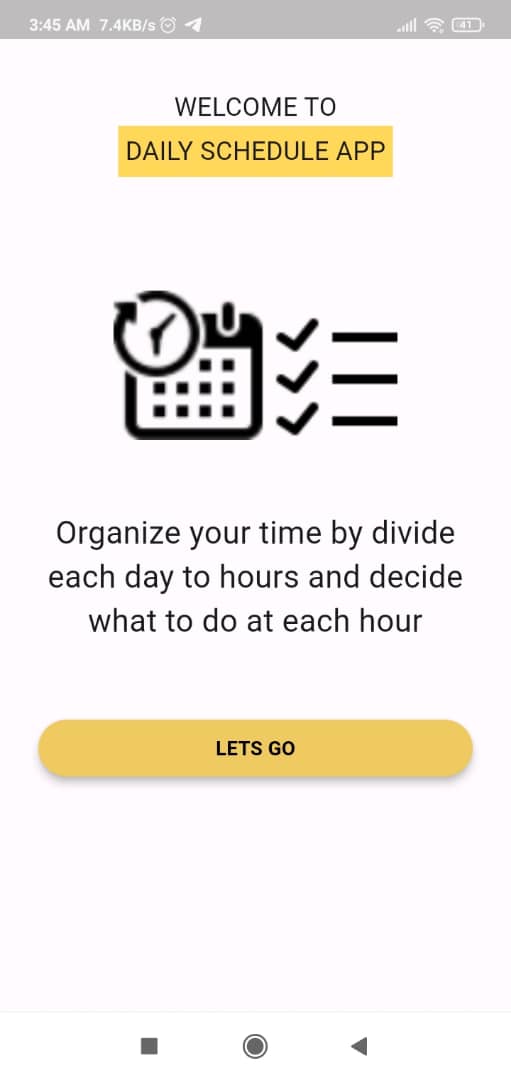 3:45 AM 7.4KB/s
41
WELCOME TO
DAILY SCHEDULE APP
Organize your time by divide
each day to hours and decide
what to do at each hour
LETS GO